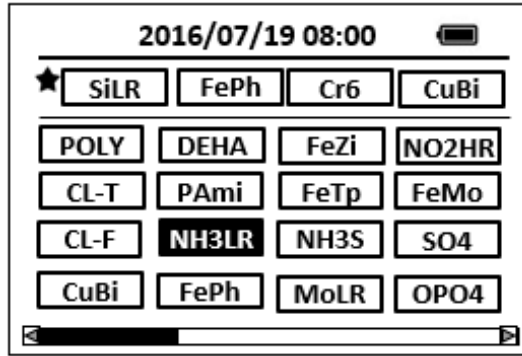 2016/07/19 08:00
SiLR FePh Cr6 CuBi
POLY DEHA FeZi NO2HR
CL-T PAmi FeTp FeMo
CL-F NH3LR NH3S SO4
CuBi FePh MoLR OPO4